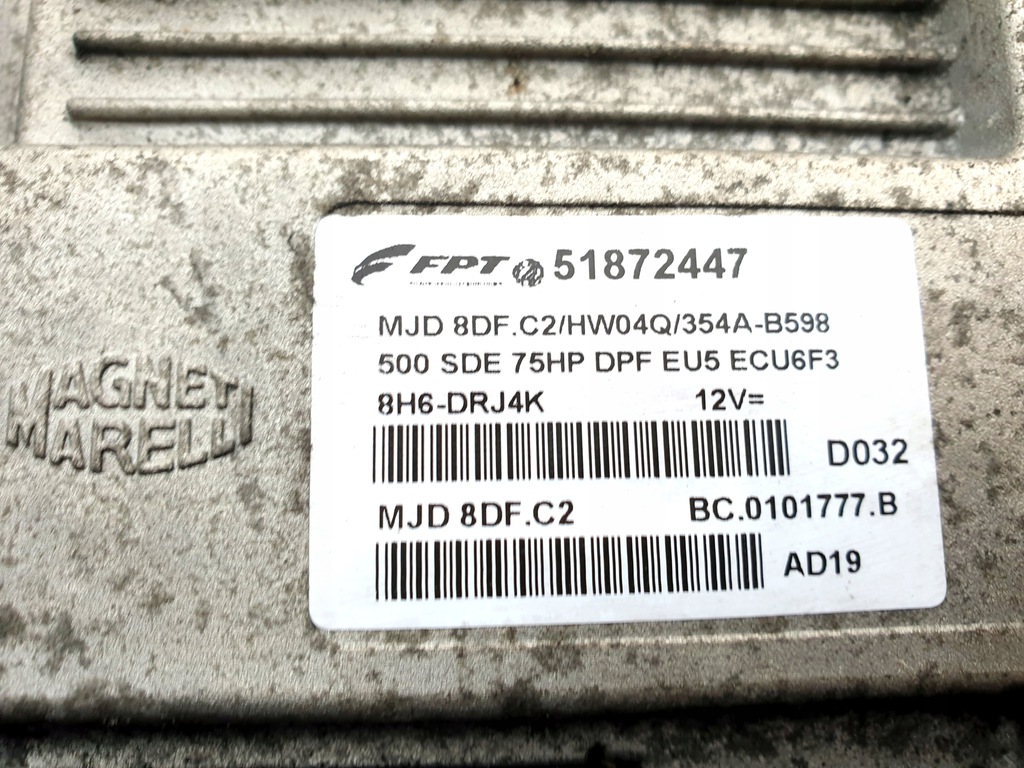 MAGNETI
MARELLI
FPT 51872447
MJD 8DF.C2/HW04Q/354A-B598
500 SDE 75HP DPF EU5 ECU6F3
8H6-DRJ4K 12V=
D032
MJD 8DF.C2 BC.0101777.B
AD19